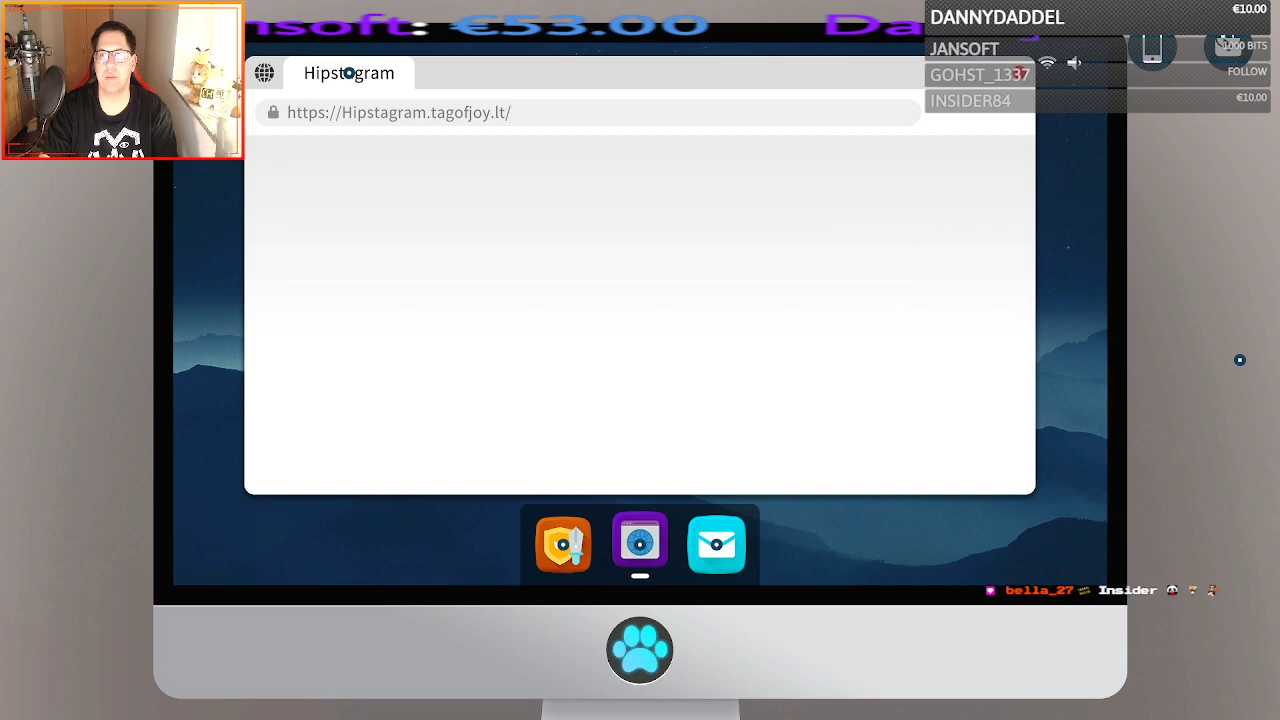 nsoft: €53.00 Da
DANNYDADDEL €10.00
JANSOFT 1000 BITS
GOHST_1337 FOLLOW
INSIDER84 €10.00
Hipstagram
https://Hipstagram.tagofjoy.lt/
bella_27 Insider